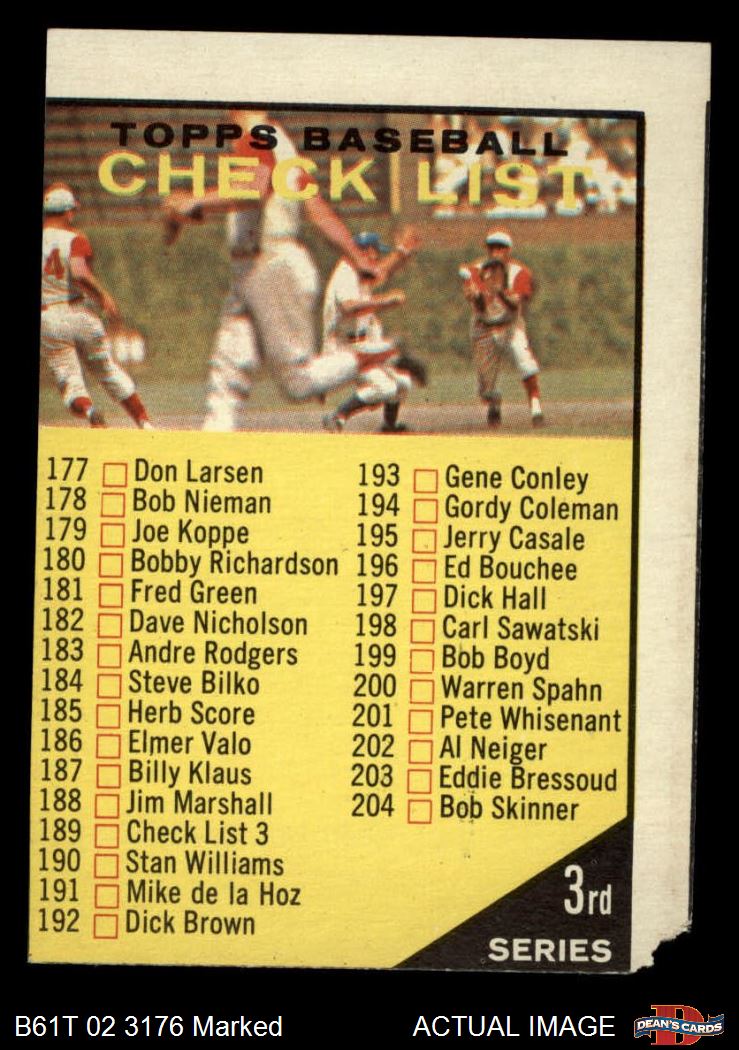 TOPPS BASEBALL
CHECK LIST
4
177 Don Larsen
178 Bob Nieman
179 Joe Koppe
180 Bobby Richardson
181 Fred Green
182 Dave Nicholson
183 Andre Rodgers
184 Steve Bilko
185 Herb Score
186 Elmer Valo
187 Billy Klaus
188 Jim Marshall
189 Check List 3
190 Stan Williams
191 Mike de la Hoz
192 Dick Brown
193 Gene Conley
194 Gordy Coleman
195 Jerry Casale
196 Ed Bouchee
197 Dick Hall
198 Carl Sawatski
199 Bob Boyd
200 Warren Spahn
201 Pete Whisenant
202 Al Neiger
203 Eddie Bressoud
204 Bob Skinner
3rd
SERIES
B61T 02 3176 Marked
ACTUAL IMAGE
D
DEAN'S CARDS